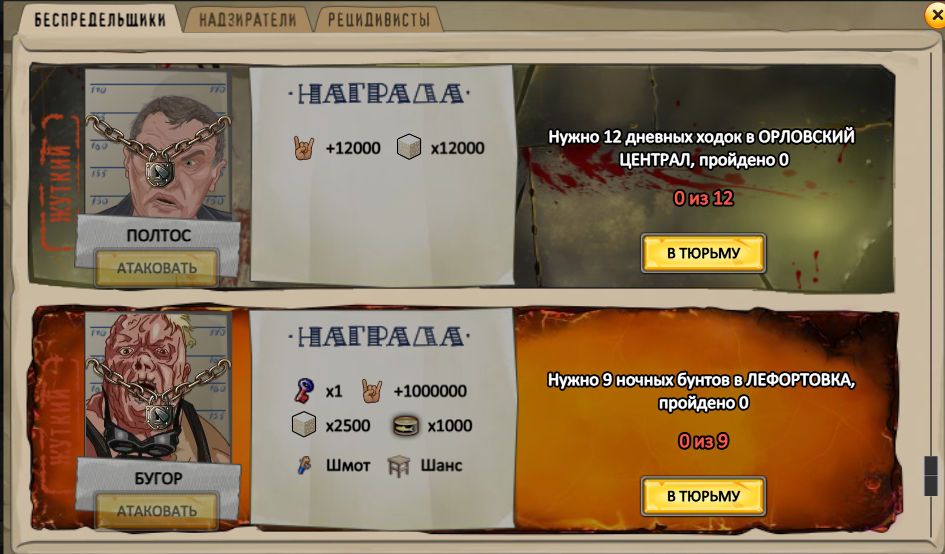 БЕСПРЕДЕЛЬЩИКИ
НАДЗИРАТЕЛИ
РЕЦИДИВИСТЫ
ЖУТКИЙ
ПОЛТОС
АТАКОВАТЬ
·НАГРАДА·
+12000
x12000
Нужно 12 дневных ходок в ОРЛОВСКИЙ
ЦЕНТРАЛ, пройдено 0
0 из 12
В ТЮРЬМУ
ЖУТКИЙ
БУГОР
АТАКОВАТЬ
·НАГРАДА·
x1
+1000000
x2500
x1000
Шмот
Шанс
Нужно 9 ночных бунтов в ЛЕФОРТОВКА,
пройдено 0
0 из 9
В ТЮРЬМУ